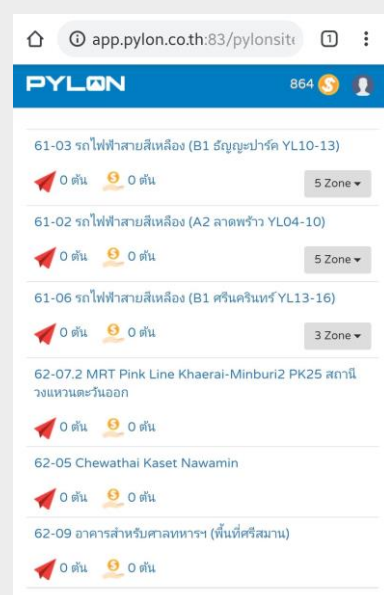 app.pylon.co.th:83/pylonsite
1
PYLON
864
61-03 รถไฟฟ้าสายสีเหลือง (B1 ธัญญะปาร์ค YL10-13)
0 ตัน 0 ตัน
5 Zone
61-02 รถไฟฟ้าสายสีเหลือง (A2 ลาดพร้าว YL04-10)
0 ตัน 0 ตัน
5 Zone
61-06 รถไฟฟ้าสายสีเหลือง (B1 ศรีนครินทร์ YL13-16)
0 ตัน 0 ตัน
3 Zone
62-07.2 MRT Pink Line Khaerai-Minburi2 PK25 สถานี
วงแหวนตะวันออก
0 ตัน 0 ตัน
62-05 Chewathai Kaset Nawamin
0 ตัน 0 ตัน
62-09 อาคารสำหรับศาลทหารฯ (พื้นที่ศรีสมาน)
0 ตัน 0 ตัน